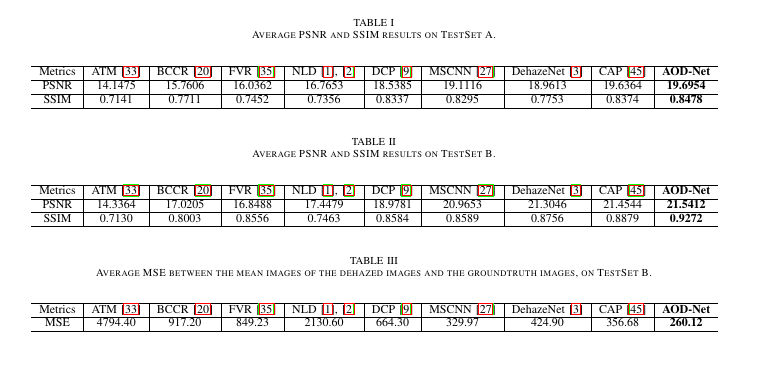 TABLE I
AVERAGE PSNR AND SSIM RESULTS ON TESTSET A.
Metrics ATM [33] BCCR [20] FVR [35] NLD [1], [2] DCP [9] MSCNN [27] DehazeNet [3] CAP [45] AOD-Net
PSNR 14.1475 15.7606 16.0362 16.7653 18.5385 19.1116 18.9613 19.6364 19.6954
SSIM 0.7141 0.7711 0.7452 0.7356 0.8337 0.8295 0.7753 0.8374 0.8478
TABLE II
AVERAGE PSNR AND SSIM RESULTS ON TESTSET B.
Metrics ATM [33] BCCR [20] FVR [35] NLD [1], [2] DCP [9] MSCNN [27] DehazeNet [3] CAP [45] AOD-Net
PSNR 14.3364 17.0205 16.8488 17.4479 18.9781 20.9653 21.3046 21.4544 21.5412
SSIM 0.7130 0.8003 0.8556 0.7463 0.8584 0.8589 0.8756 0.8879 0.9272
TABLE III
AVERAGE MSE BETWEEN THE MEAN IMAGES OF THE DEHAZED IMAGES AND THE GROUNDTRUTH IMAGES, ON TESTSET B.
Metrics ATM [33] BCCR [20] FVR [35] NLD [1], [2] DCP [9] MSCNN [27] DehazeNet [3] CAP [45] AOD-Net
MSE 4794.40 917.20 849.23 2130.60 664.30 329.97 424.90 356.68 260.12